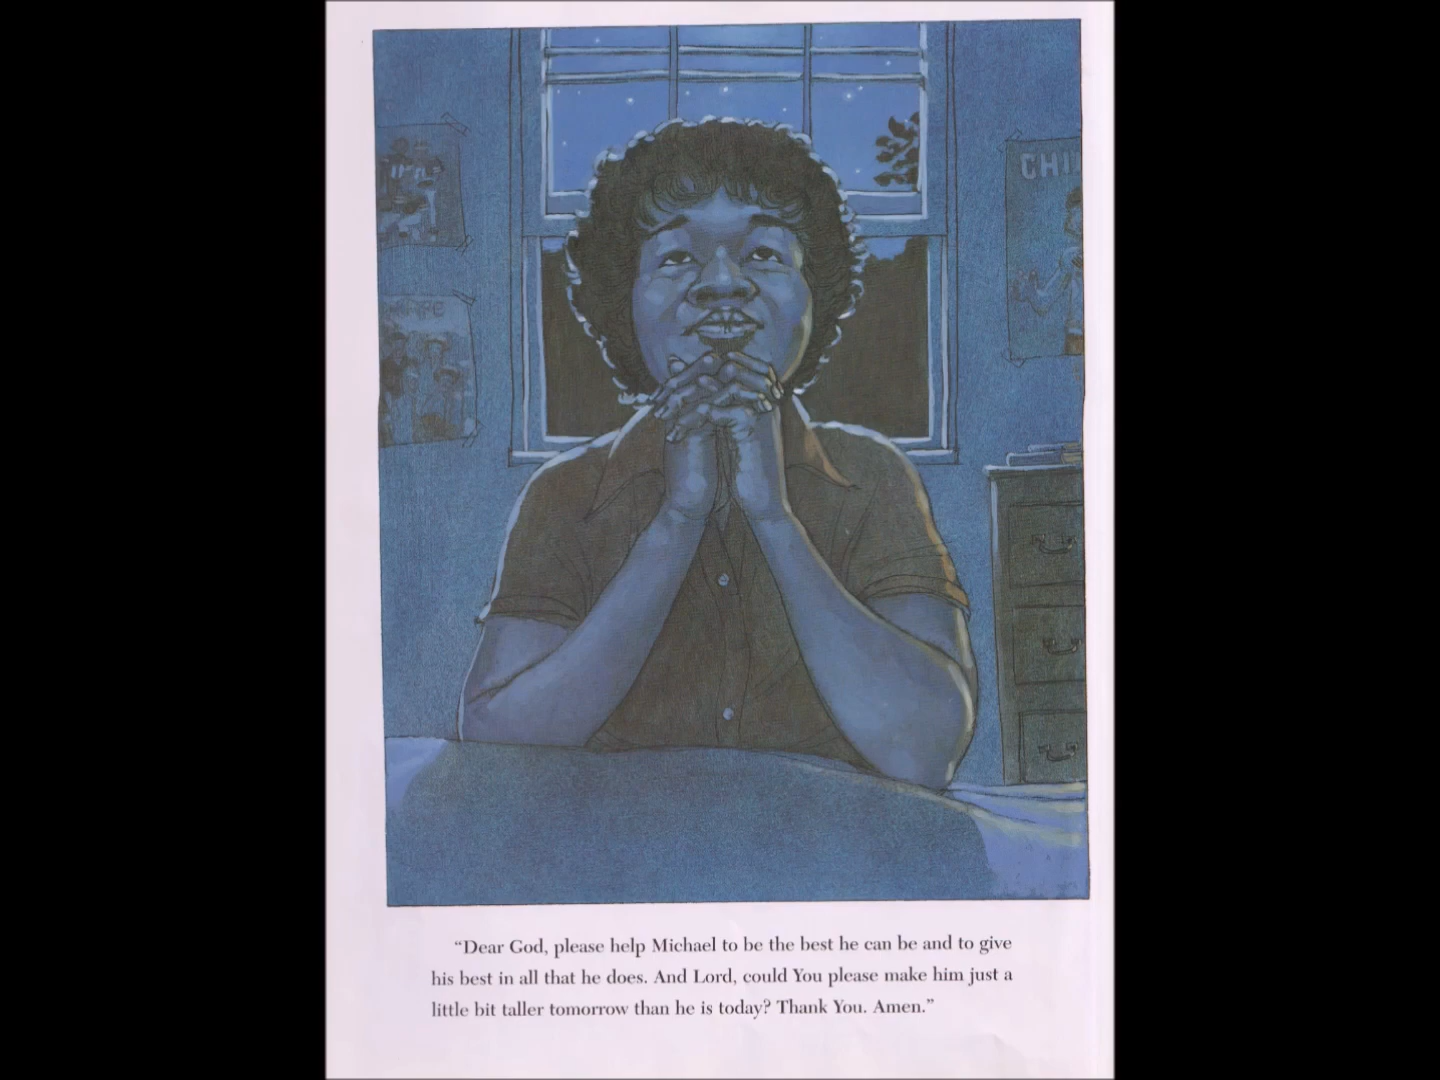 CHI
"Dear God, please help Michael to be the best he can be and to give
his best in all that he does. And Lord, could You please make him just a
little bit taller tomorrow than he is today? Thank You. Amen."